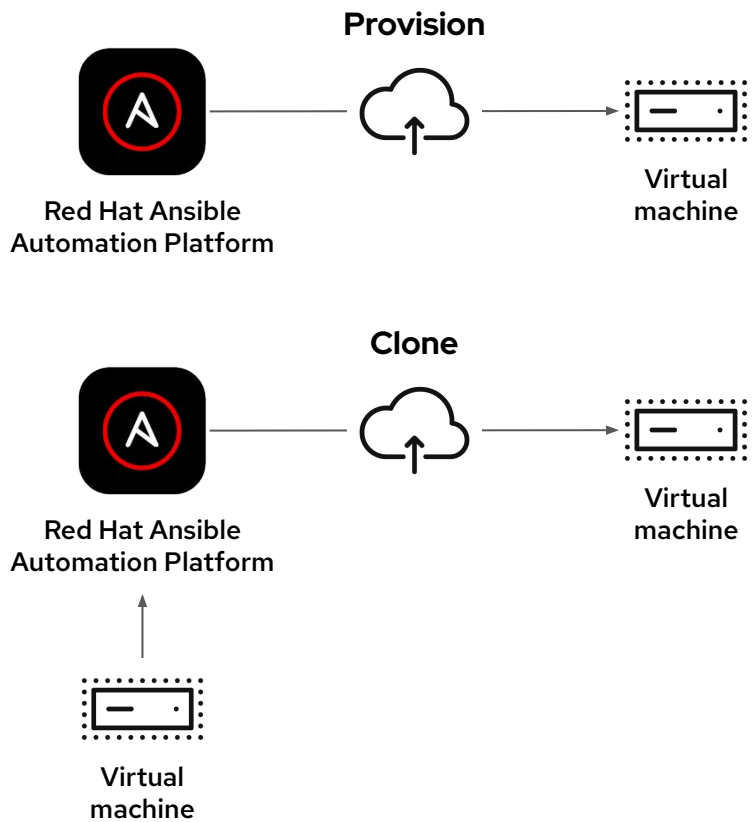 Provision
Red Hat Ansible
Automation Platform
Virtual
machine
Clone
Red Hat Ansible
Automation Platform
Virtual
machine
Virtual
machine